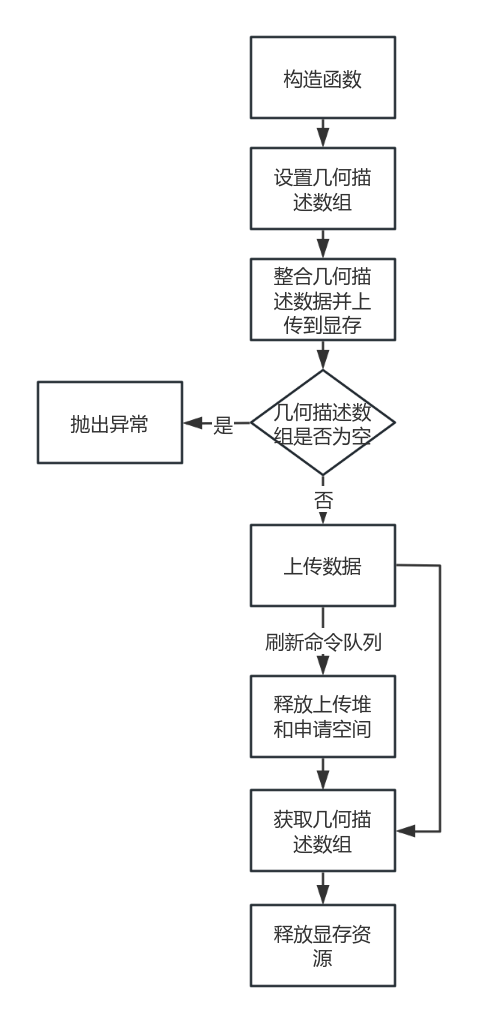 构造函数
设置几何描
述数组
整合几何描
述数据并上
传到显存
几何描述数
组是否为空
抛出异常
是
否
上传数据
刷新命令队列
释放上传堆
和申请空间
获取几何描
述数组
释放显存资
源